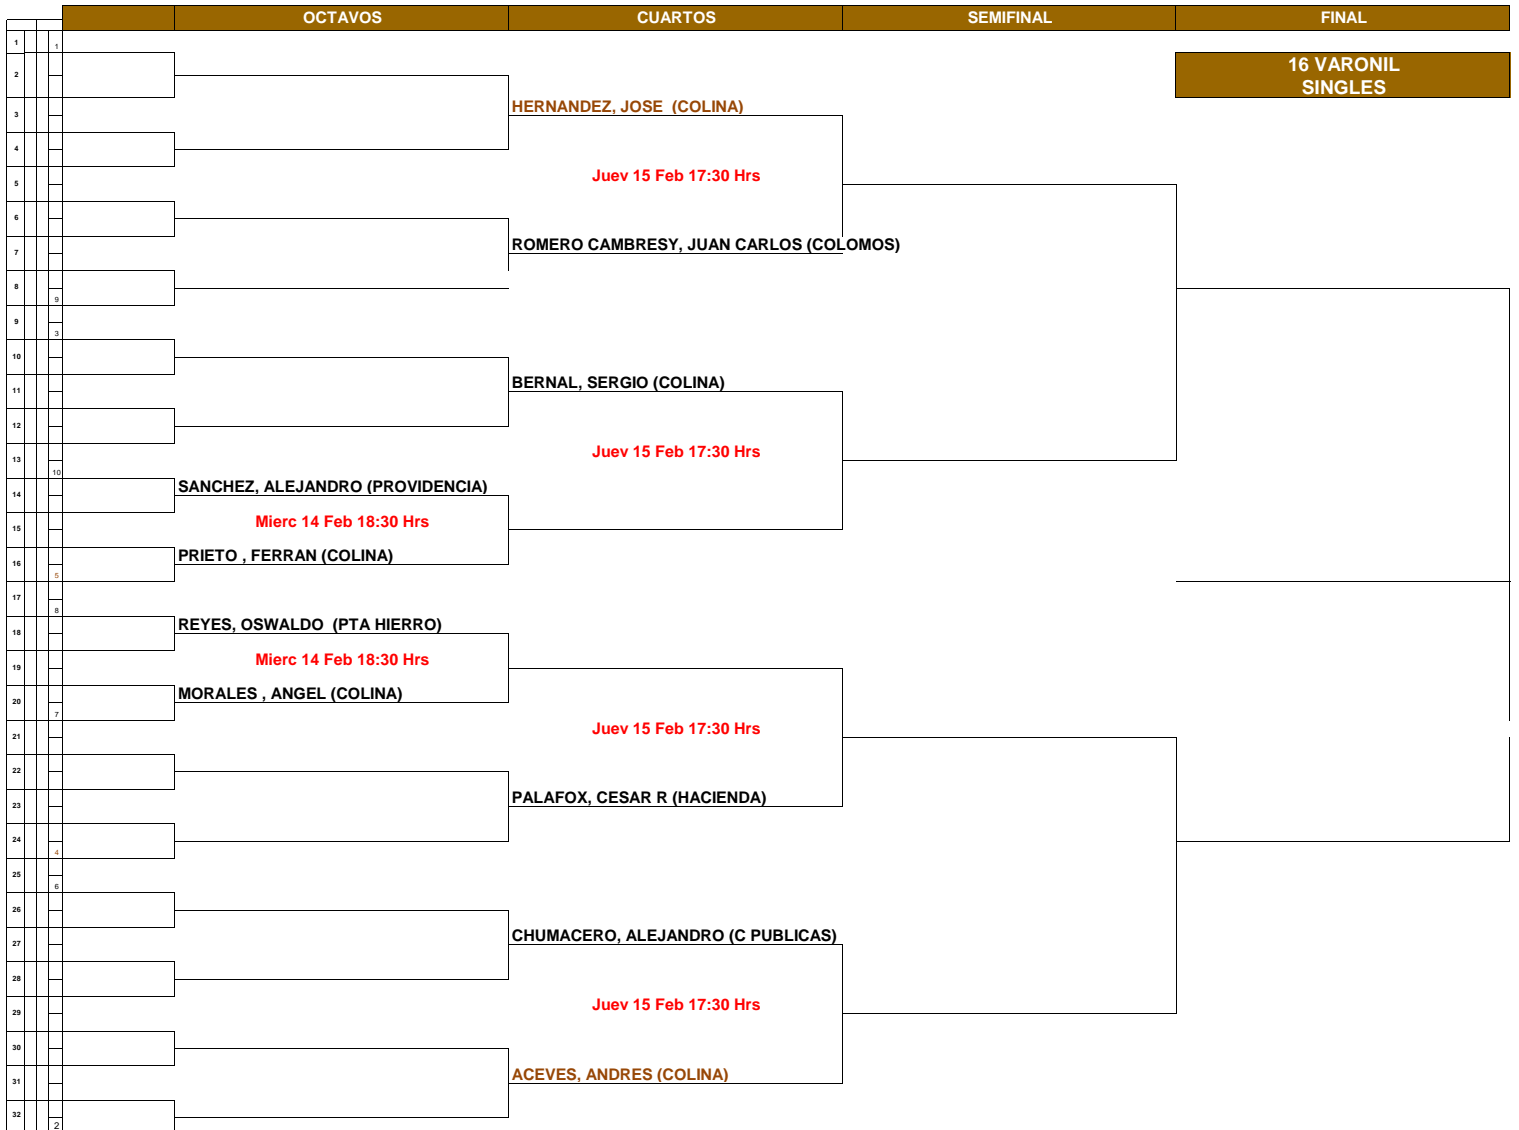 OCTAVOS CUARTOS SEMIFINAL FINAL
1 1
16 VARONIL
2
SINGLES
HERNANDEZ, JOSE (COLINA)
3
4
Juev 15 Feb 17:30 Hrs
5
6
ROMERO CAMBRESY, JUAN CARLOS (COLOMOS)
7
8
9
9
3
10
BERNAL, SERGIO (COLINA)
11
12
Juev 15 Feb 17:30 Hrs
13
10
SANCHEZ, ALEJANDRO (PROVIDENCIA)
14
Mierc 14 Feb 18:30 Hrs
15
PRIETO , FERRAN (COLINA)
16
5
17
8
REYES, OSWALDO (PTA HIERRO)
18
Mierc 14 Feb 18:30 Hrs
19
MORALES , ANGEL (COLINA)
20
7
Juev 15 Feb 17:30 Hrs
21
22
PALAFOX, CESAR R (HACIENDA)
23
24
4
25
6
26
CHUMACERO, ALEJANDRO (C PUBLICAS)
27
28
Juev 15 Feb 17:30 Hrs
29
30
ACEVES, ANDRES (COLINA)
31
32
2